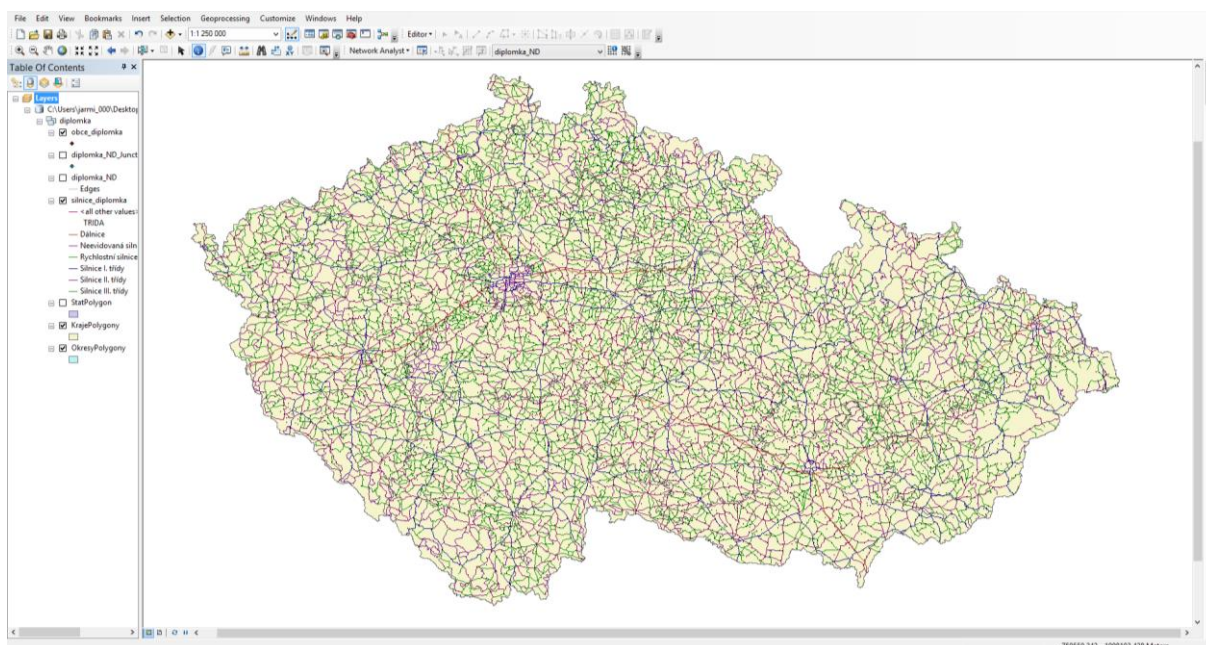 File Edit View Bookmarks Insert Selection Geoprocessing Customize Windows Help
1:1 250 000 Editor
Network Analyst diplomka_ND
Table Of Contents
Layers
C:\Users\jarmi_000\Desktop
diplomka
obce_diplomka
diplomka_ND_Junct
diplomka_ND
Edges
silnice_diplomka
<all other values>
TRIDA
Dálnice
Neevidovaná siln
Rychlostní silnice
Silnice I. třídy
Silnice II. třídy
Silnice III. třídy
StatPolygon
KrajePolygony
OkresyPolygony